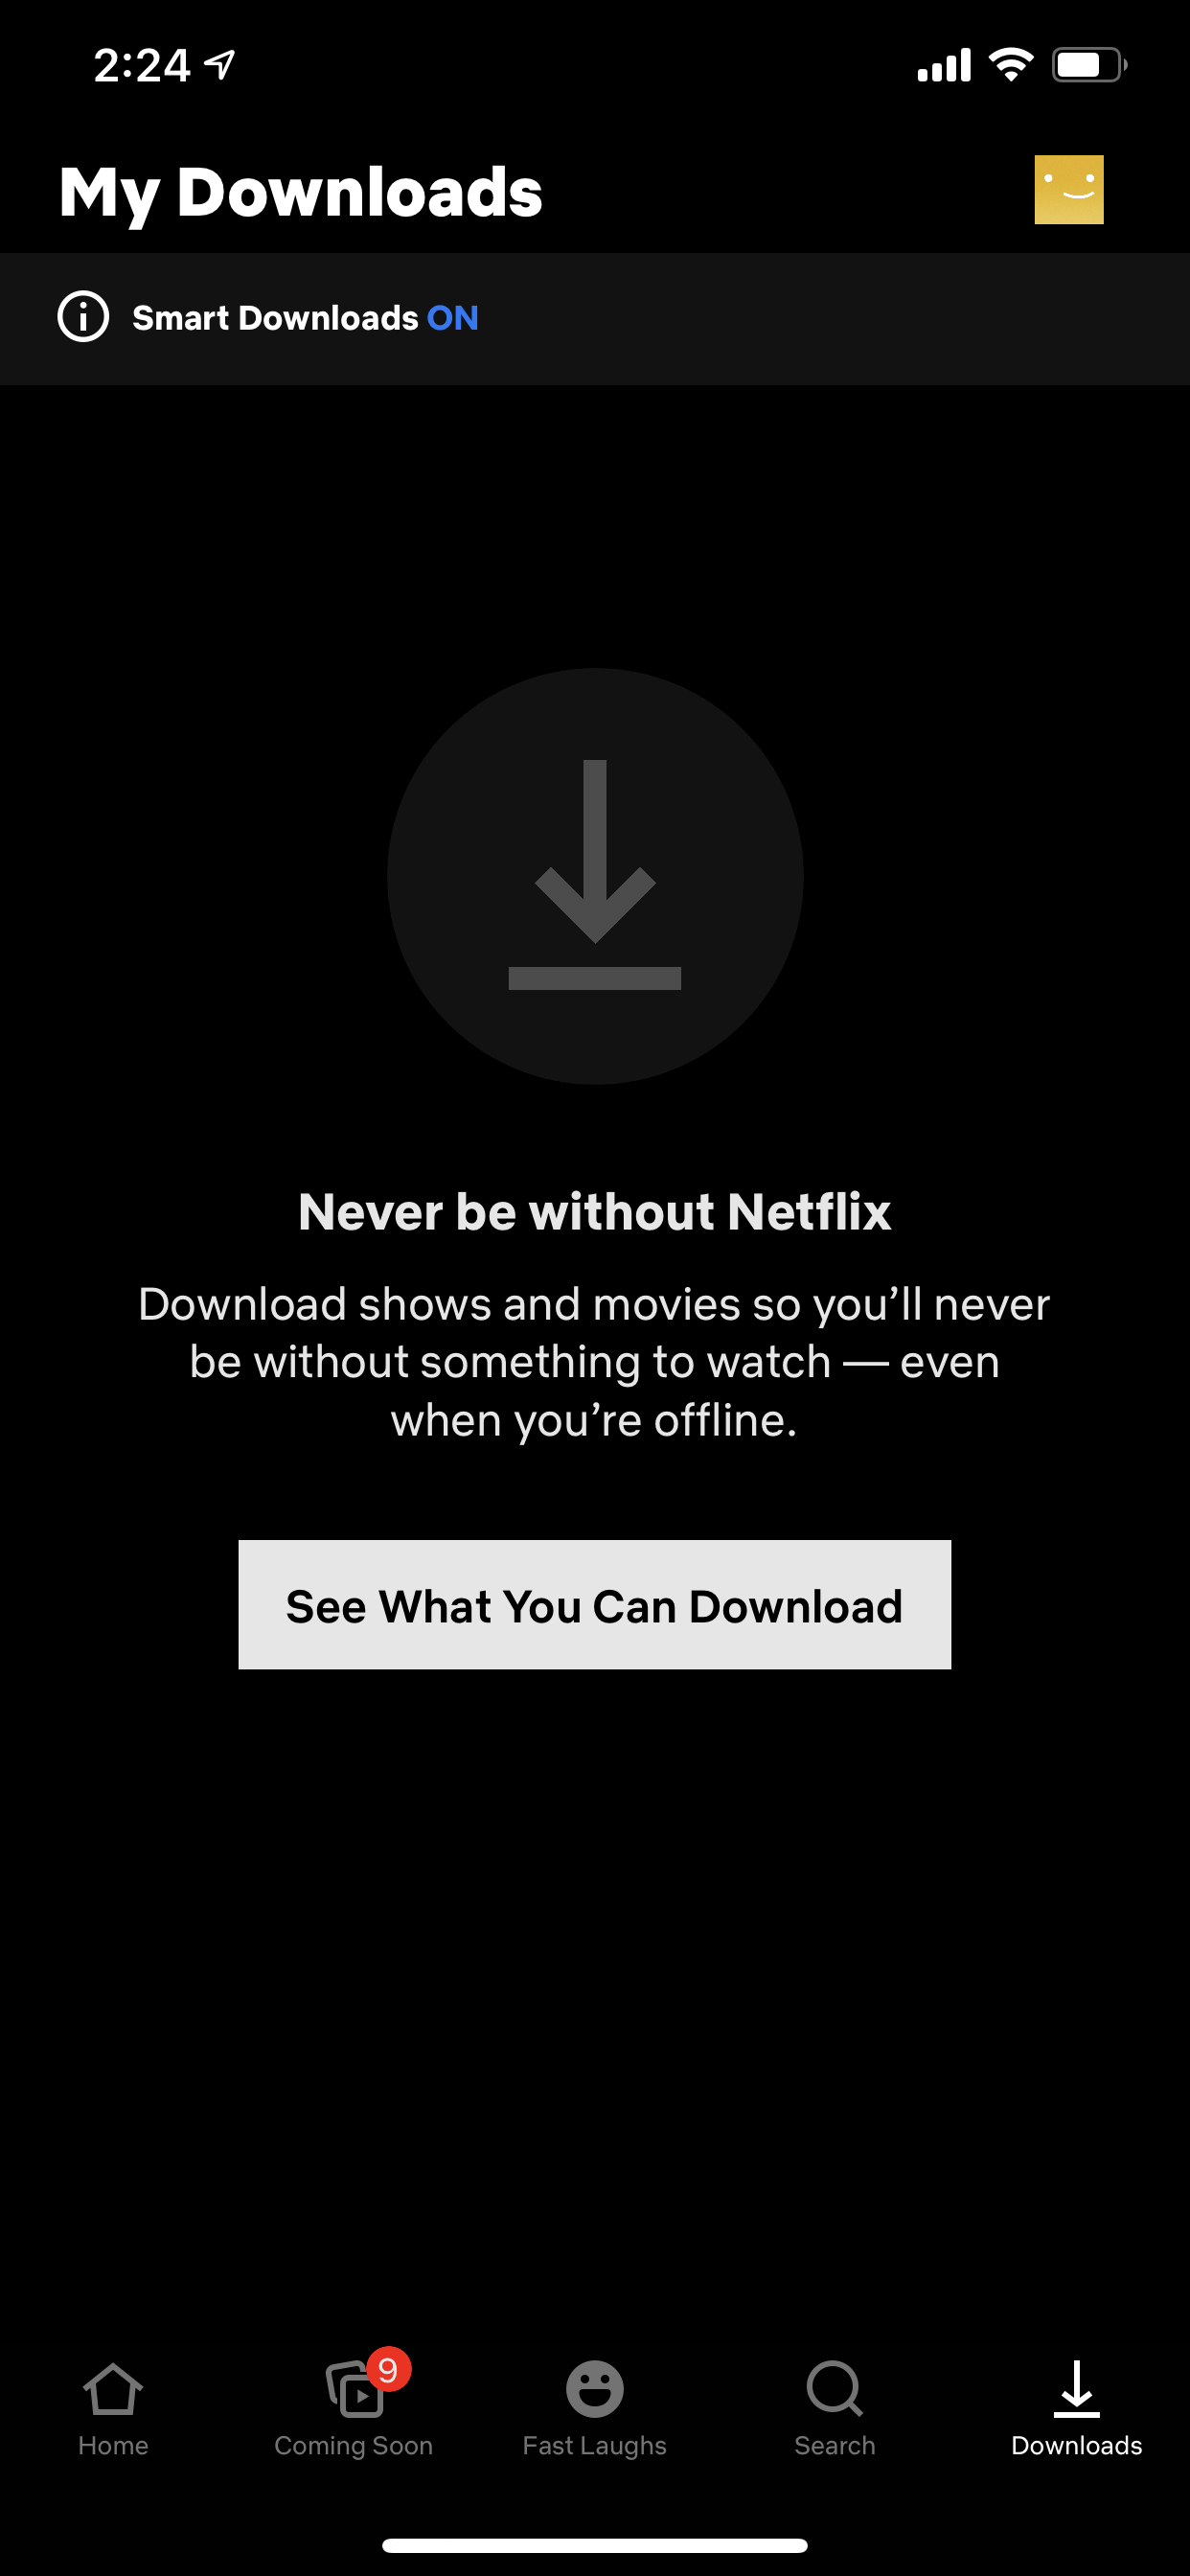 2:24
My Downloads
Smart Downloads ON
Never be without Netflix
Download shows and movies so you’ll never
be without something to watch — even
when you’re offline.
See What You Can Download
9
Home
Coming Soon
Fast Laughs
Search
Downloads